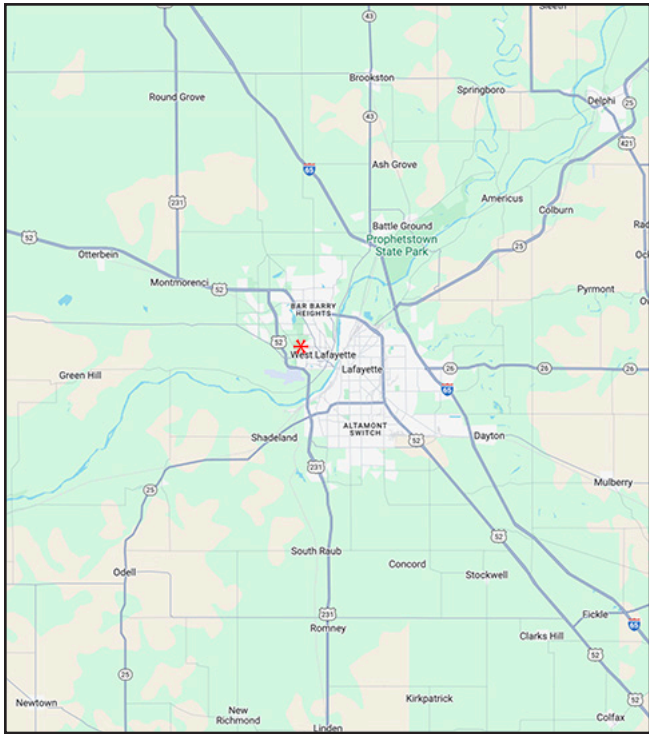 Sleeth
43
Brookston
Springboro
Round Grove
Delphi
25
43
421
Ash Grove
65
231
Americus
Colburn
Battle Ground
Prophetstown
State Park
52
25
Otterbein
Montmorenci
52
Pyrmont
BAR BARRY
HEIGHTS
52
West Lafayette
Lafayette
26
26
26
Green Hill
65
ALTAMONT
SWITCH
Shadeland
52
Dayton
231
Mulberry
25
52
South Raub
Concord
Odell
Stockwell
231
Eickle
65
Romney
Clarks Hill
52
25
Newtown
Kirkpatrick
52
New
Richmond
Colfax
Linden